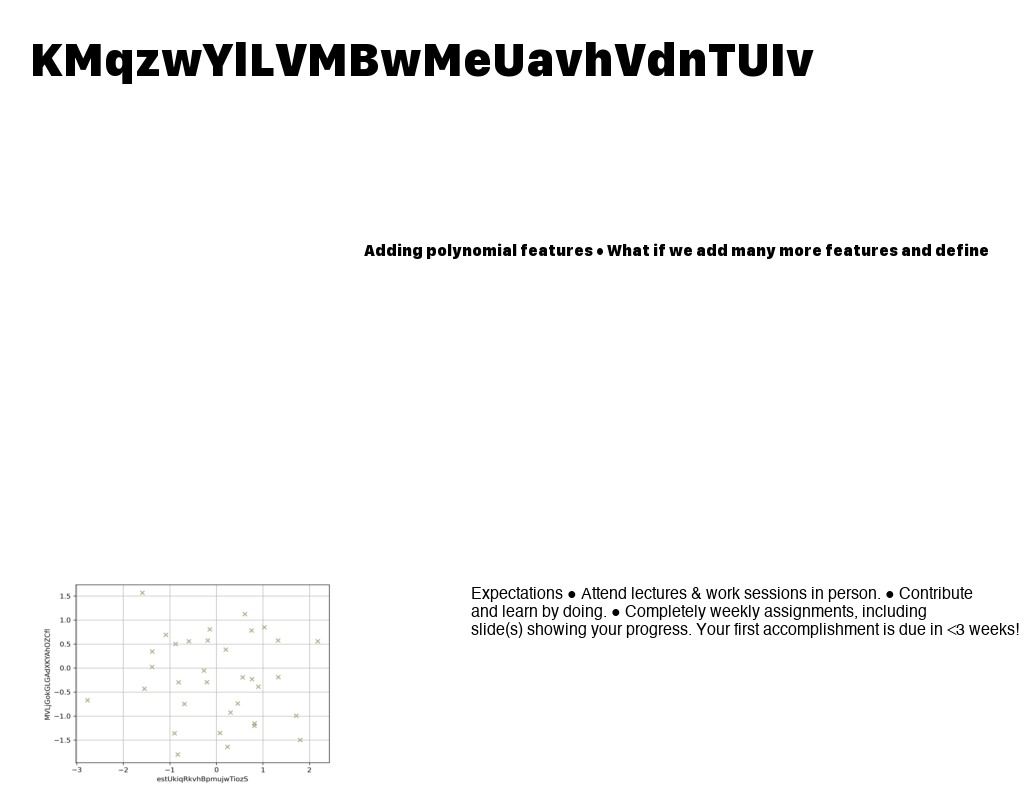 KMqzwYlLVMBwMeUavhVdnTUIv
Adding polynomial features • What if we add many more features and define
Expectations ● Attend lectures & work sessions in person. ● Contribute
and learn by doing. ● Completely weekly assignments, including
slide(s) showing your progress. Your first accomplishment is due in <3 weeks!
1.5
1.0
0.5
0.0
−0.5
−1.0
−1.5
MVLjGokGLGAdXKYAhOZCfl
−3 −2 −1 0 1 2
estUkiqRkvhBpmujwTiozS